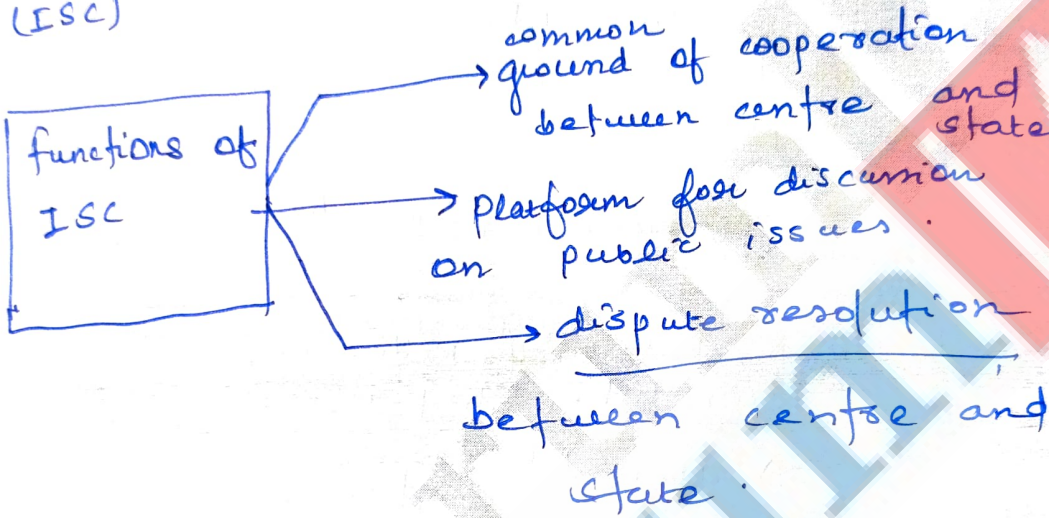 (ISC)
functions of
ISC
common
ground of cooperation
between centre and
state
platform for discussion
on public issues.
dispute resolution
between centre and
state.